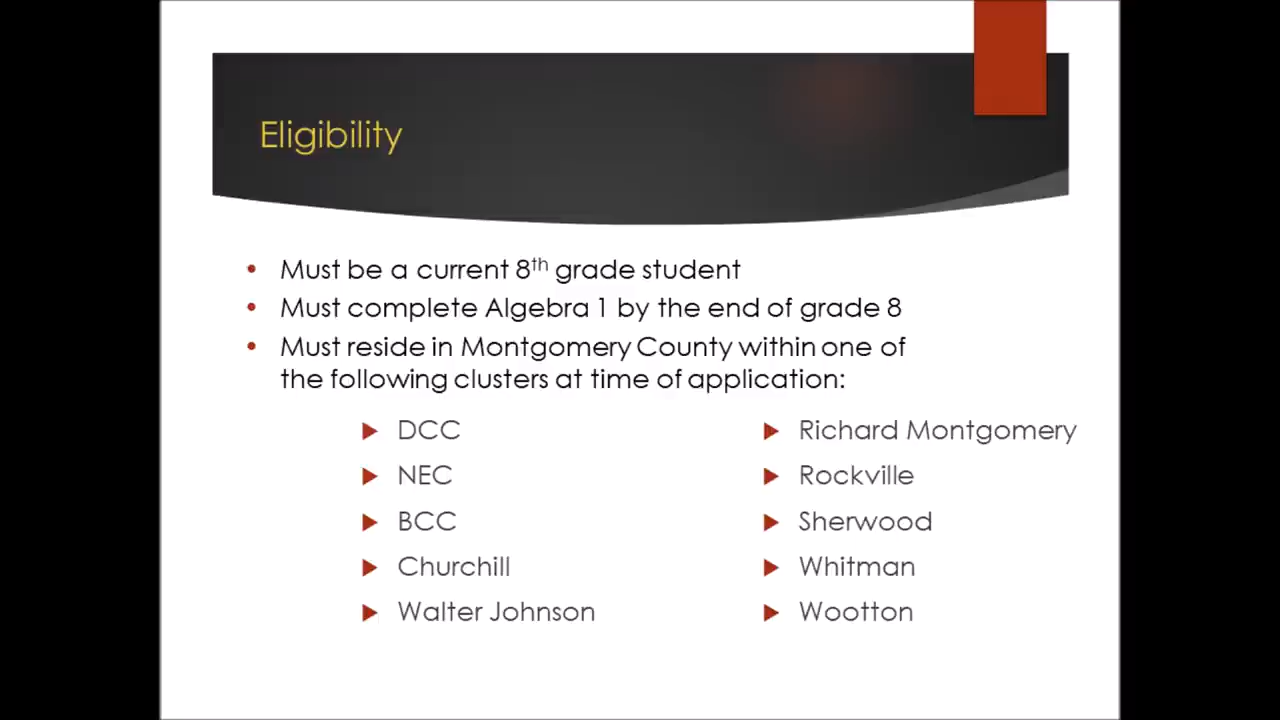 Eligibility
• Must be a current 8th grade student
• Must complete Algebra 1 by the end of grade 8
• Must reside in Montgomery County within one of
the following clusters at time of application:
DCC
NEC
BCC
Churchill
Walter Johnson
Richard Montgomery
Rockville
Sherwood
Whitman
Wootton